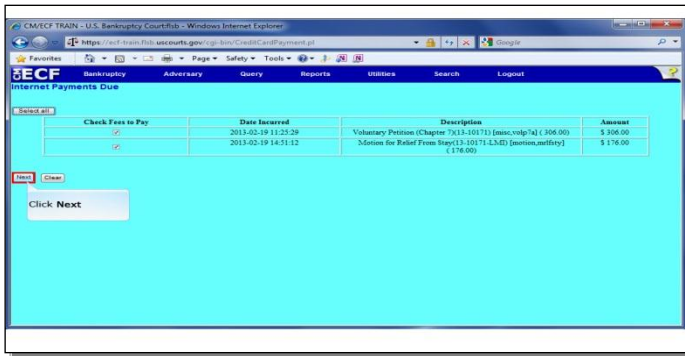 CM/ECF TRAIN - U.S. Bankruptcy Court:flsb - Windows Internet Explorer
https://ecf-train.flsb.uscourts.gov/cgi-bin/CreditCardPayment.pl
Google
Favorites Page Safety Tools
ECF Bankruptcy Adversary Query Reports Utilities Search Logout ?
Internet Payments Due
Select all
Check Fees to Pay Date Incurred Description Amount
2013-02-19 11:25:29 Voluntary Petition (Chapter 7)(13-10171) [misc,volp7a] ( 306.00) $ 306.00
2013-02-19 14:51:12 Motion for Relief From Stay(13-10171-LMI) [motion,mrlfsty] $ 176.00
( 176.00)
Next Clear
Click Next